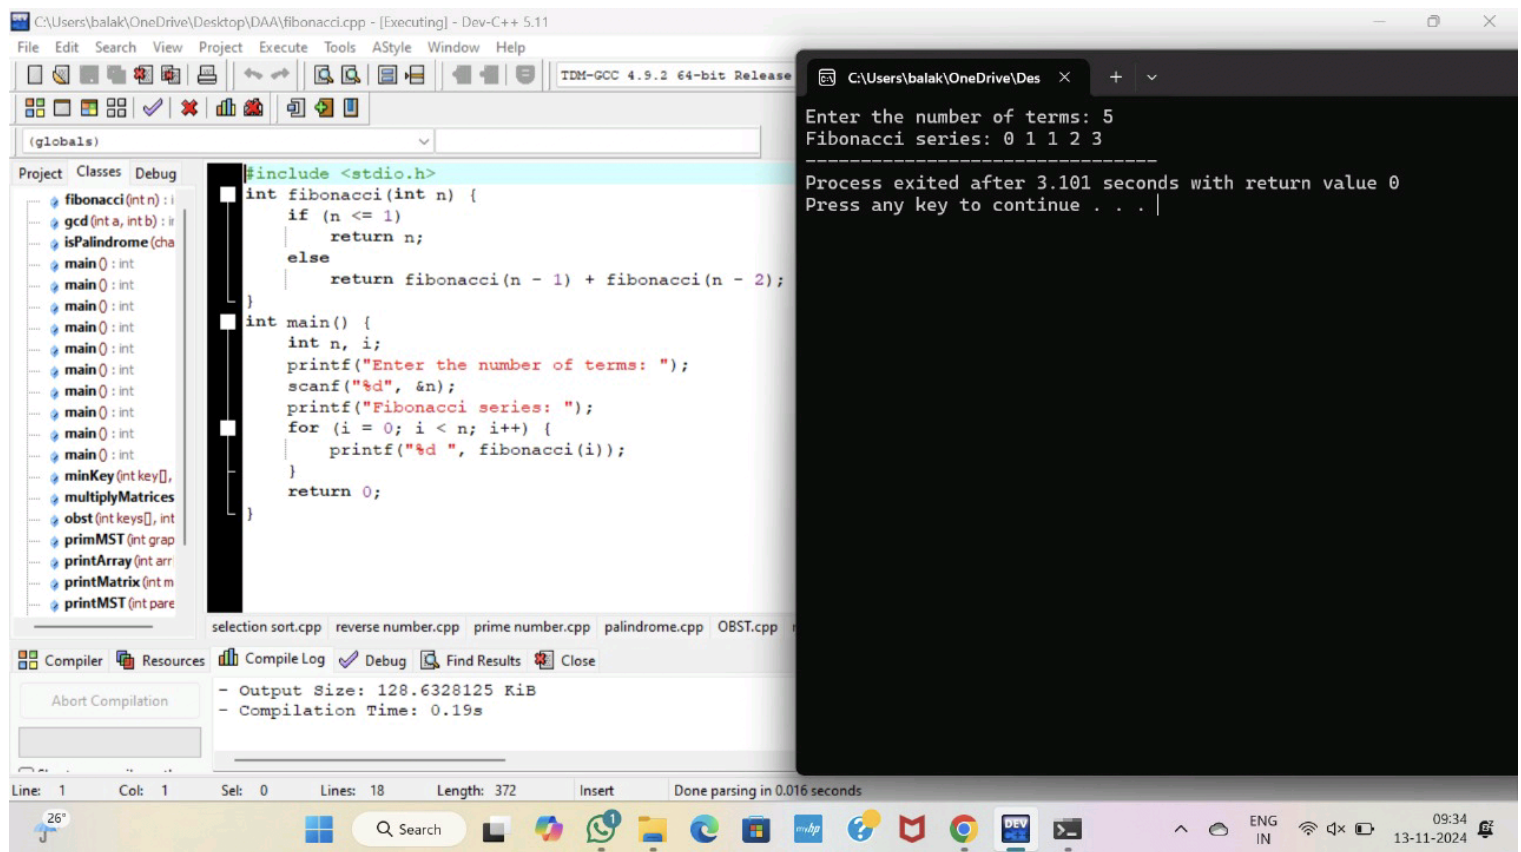 C:\Users\balak\OneDrive\Desktop\DAA\fibonacci.cpp - [Executing] - Dev-C++ 5.11
File Edit Search View Project Execute Tools AStyle Window Help
TDM-GCC 4.9.2 64-bit Release
(globals)
Project Classes Debug
fibonacci (int n) : i
gcd (int a, int b) : ir
isPalindrome (cha
main () : int
main () : int
main () : int
main () : int
main () : int
main () : int
main () : int
main () : int
main () : int
main () : int
minKey (int key[],
multiplyMatrices
obst (int keys[], int
primMST (int grap
printArray (int arr
printMatrix (int m
printMST (int pare
#include <stdio.h>
int fibonacci(int n) {
if (n <= 1)
return n;
else
return fibonacci(n - 1) + fibonacci(n - 2);
}
int main() {
int n, i;
printf("Enter the number of terms: ");
scanf("%d", &n);
printf("Fibonacci series: ");
for (i = 0; i < n; i++) {
printf("%d ", fibonacci(i));
}
return 0;
}
selection sort.cpp reverse number.cpp prime number.cpp palindrome.cpp OBST.cpp
Compiler Resources Compile Log Debug Find Results Close
Abort Compilation
- Output Size: 128.6328125 KiB
- Compilation Time: 0.19s
Line: 1 Col: 1 Sel: 0 Lines: 18 Length: 372 Insert Done parsing in 0.016 seconds
C:\Users\balak\OneDrive\Des
Enter the number of terms: 5
Fibonacci series: 0 1 1 2 3
--------------------------------
Process exited after 3.101 seconds with return value 0
Press any key to continue . . .
26°
Search
1
myhp
DEV
C++
ENG
IN
09:34
13-11-2024